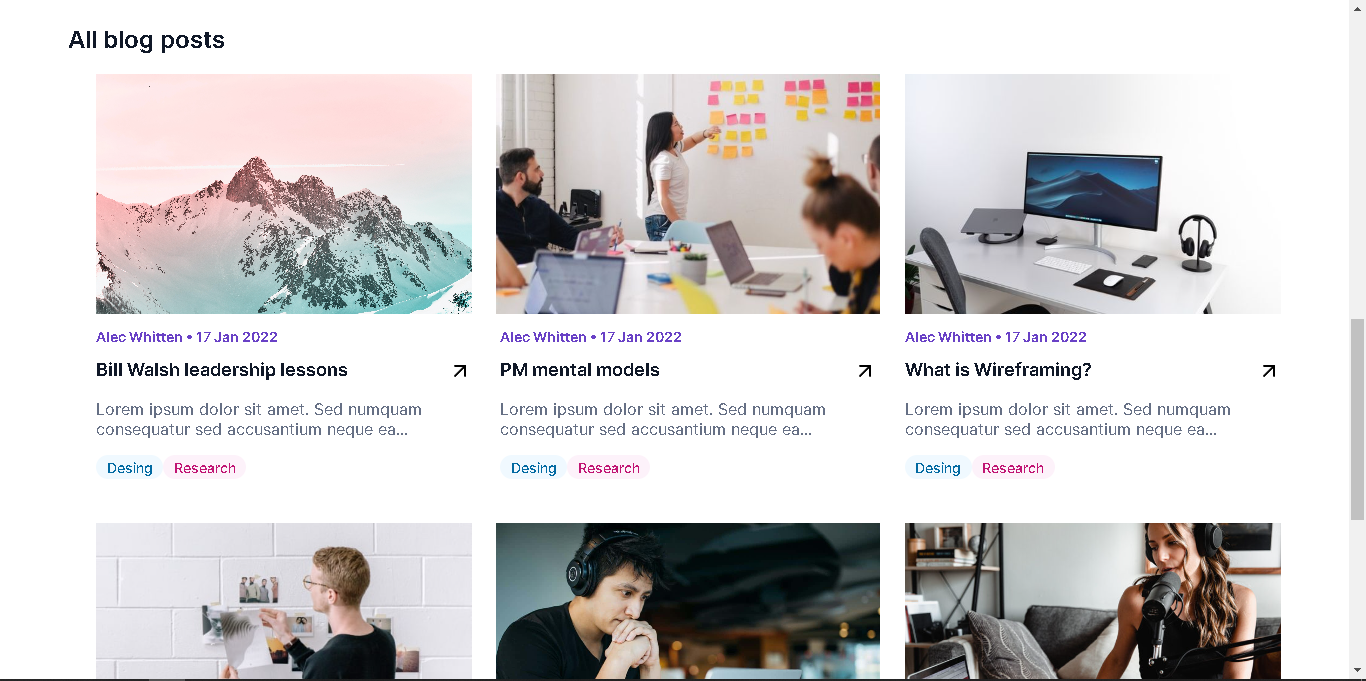 All blog posts
Alec Whitten • 17 Jan 2022
Bill Walsh leadership lessons
Lorem ipsum dolor sit amet. Sed numquam
consequatur sed accusantium neque ea...
Desing Research
Alec Whitten • 17 Jan 2022
PM mental models
Lorem ipsum dolor sit amet. Sed numquam
consequatur sed accusantium neque ea...
Desing Research
Alec Whitten • 17 Jan 2022
What is Wireframing?
Lorem ipsum dolor sit amet. Sed numquam
consequatur sed accusantium neque ea...
Desing Research